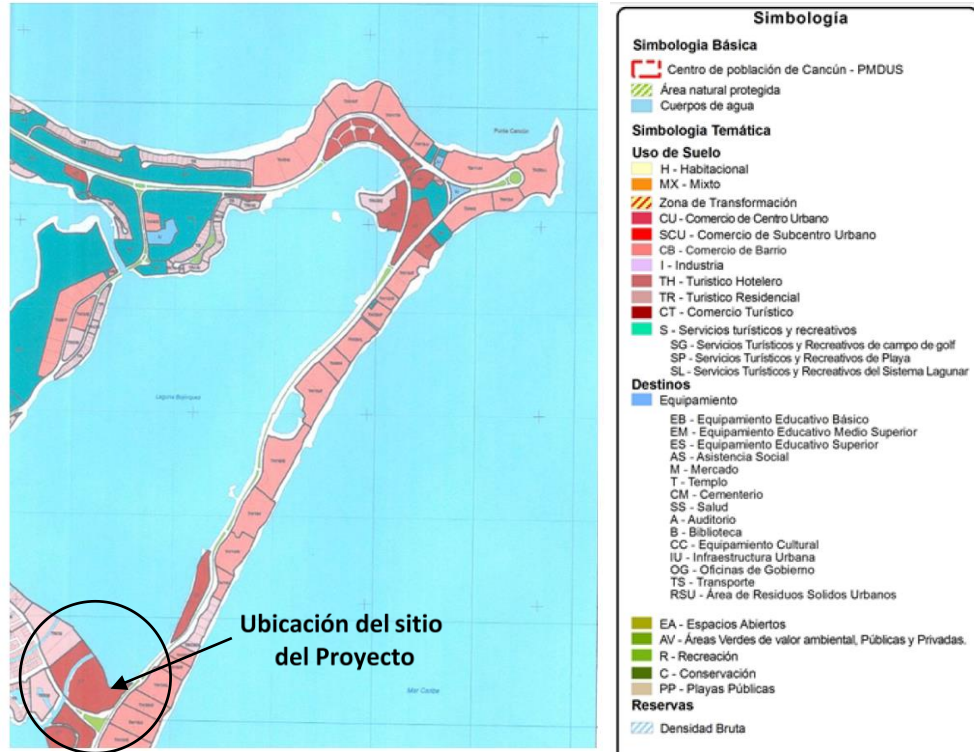 Punta Cancún
Laguna Bojórquez
Mar Caribe
Ubicación del sitio
del Proyecto
Simbología
Simbologia Básica
Centro de población de Cancún - PMDUS
Área natural protegida
Cuerpos de agua
Simbologia Temática
Uso de Suelo
H - Habitacional
MX - Mixto
Zona de Transformación
CU - Comercio de Centro Urbano
SCU - Comercio de Subcentro Urbano
CB - Comercio de Barrio
I - Industria
TH - Turistico Hotelero
TR - Turistico Residencial
CT - Comercio Turístico
S - Servicios turísticos y recreativos
SG - Servicios Turísticos y Recreativos de campo de golf
SP - Servicios Turísticos y Recreativos de Playa
SL - Servicios Turísticos y Recreativos del Sistema Lagunar
Destinos
Equipamiento
EB - Equipamiento Educativo Básico
EM - Equipamiento Educativo Medio Superior
ES - Equipamiento Educativo Superior
AS - Asistencia Social
M - Mercado
T - Templo
CM - Cementerio
SS - Salud
A - Auditorio
B - Biblioteca
CC - Equipamiento Cultural
IU - Infraestructura Urbana
OG - Oficinas de Gobierno
TS - Transporte
RSU - Área de Residuos Solidos Urbanos
EA - Espacios Abiertos
AV - Áreas Verdes de valor ambiental, Públicas y Privadas.
R - Recreación
C - Conservación
PP - Playas Públicas
Reservas
Densidad Bruta